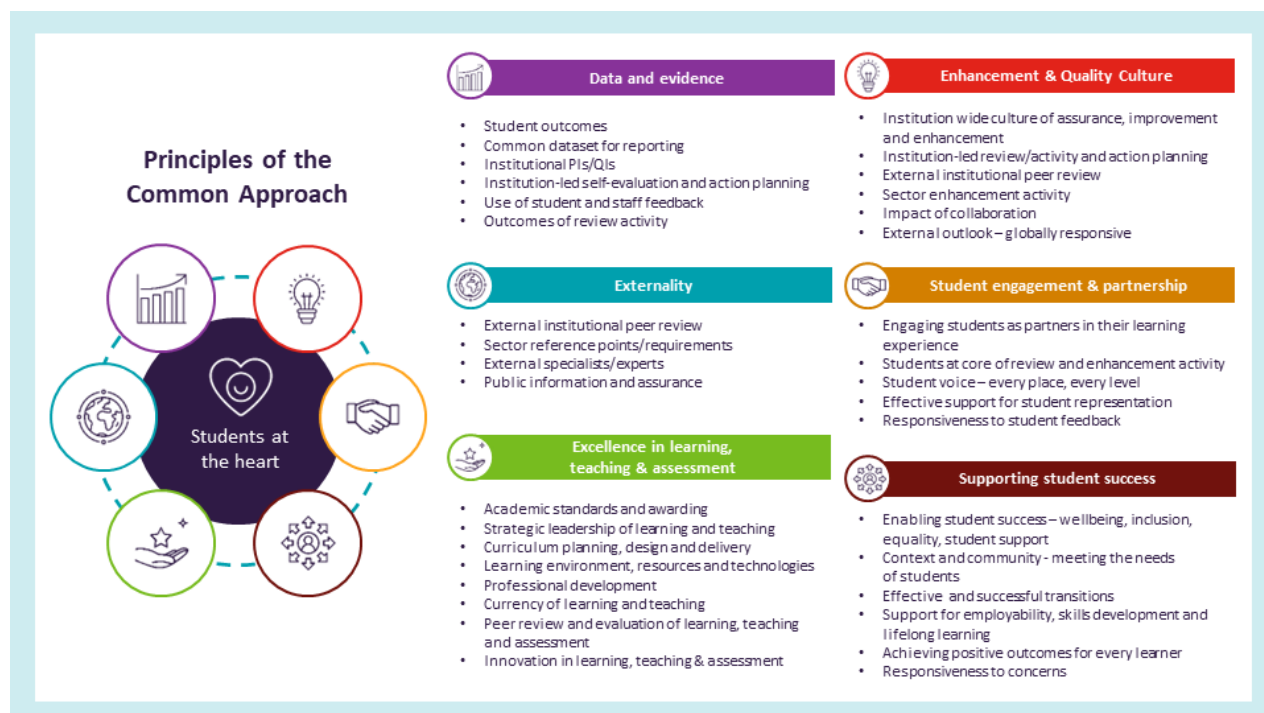 Principles of the
Common Approach
Students at
the heart
Data and evidence
• Student outcomes
• Common dataset for reporting
• Institutional PIs/QIs
• Institution-led self-evaluation and action planning
• Use of student and staff feedback
• Outcomes of review activity
Externality
• External institutional peer review
• Sector reference points/requirements
• External specialists/experts
• Public information and assurance
Excellence in learning,
teaching & assessment
• Academic standards and awarding
• Strategic leadership of learning and teaching
• Curriculum planning, design and delivery
• Learning environment, resources and technologies
• Professional development
• Currency of learning and teaching
• Peer review and evaluation of learning, teaching
and assessment
• Innovation in learning, teaching & assessment
Enhancement & Quality Culture
• Institution wide culture of assurance, improvement
and enhancement
• Institution-led review/activity and action planning
• External institutional peer review
• Sector enhancement activity
• Impact of collaboration
• External outlook – globally responsive
Student engagement & partnership
• Engaging students as partners in their learning
experience
• Students at core of review and enhancement activity
• Student voice – every place, every level
• Effective support for student representation
• Responsiveness to student feedback
Supporting student success
• Enabling student success – wellbeing, inclusion,
equality, student support
• Context and community - meeting the needs
of students
• Effective and successful transitions
• Support for employability, skills development and
lifelong learning
• Achieving positive outcomes for every learner
• Responsiveness to concerns